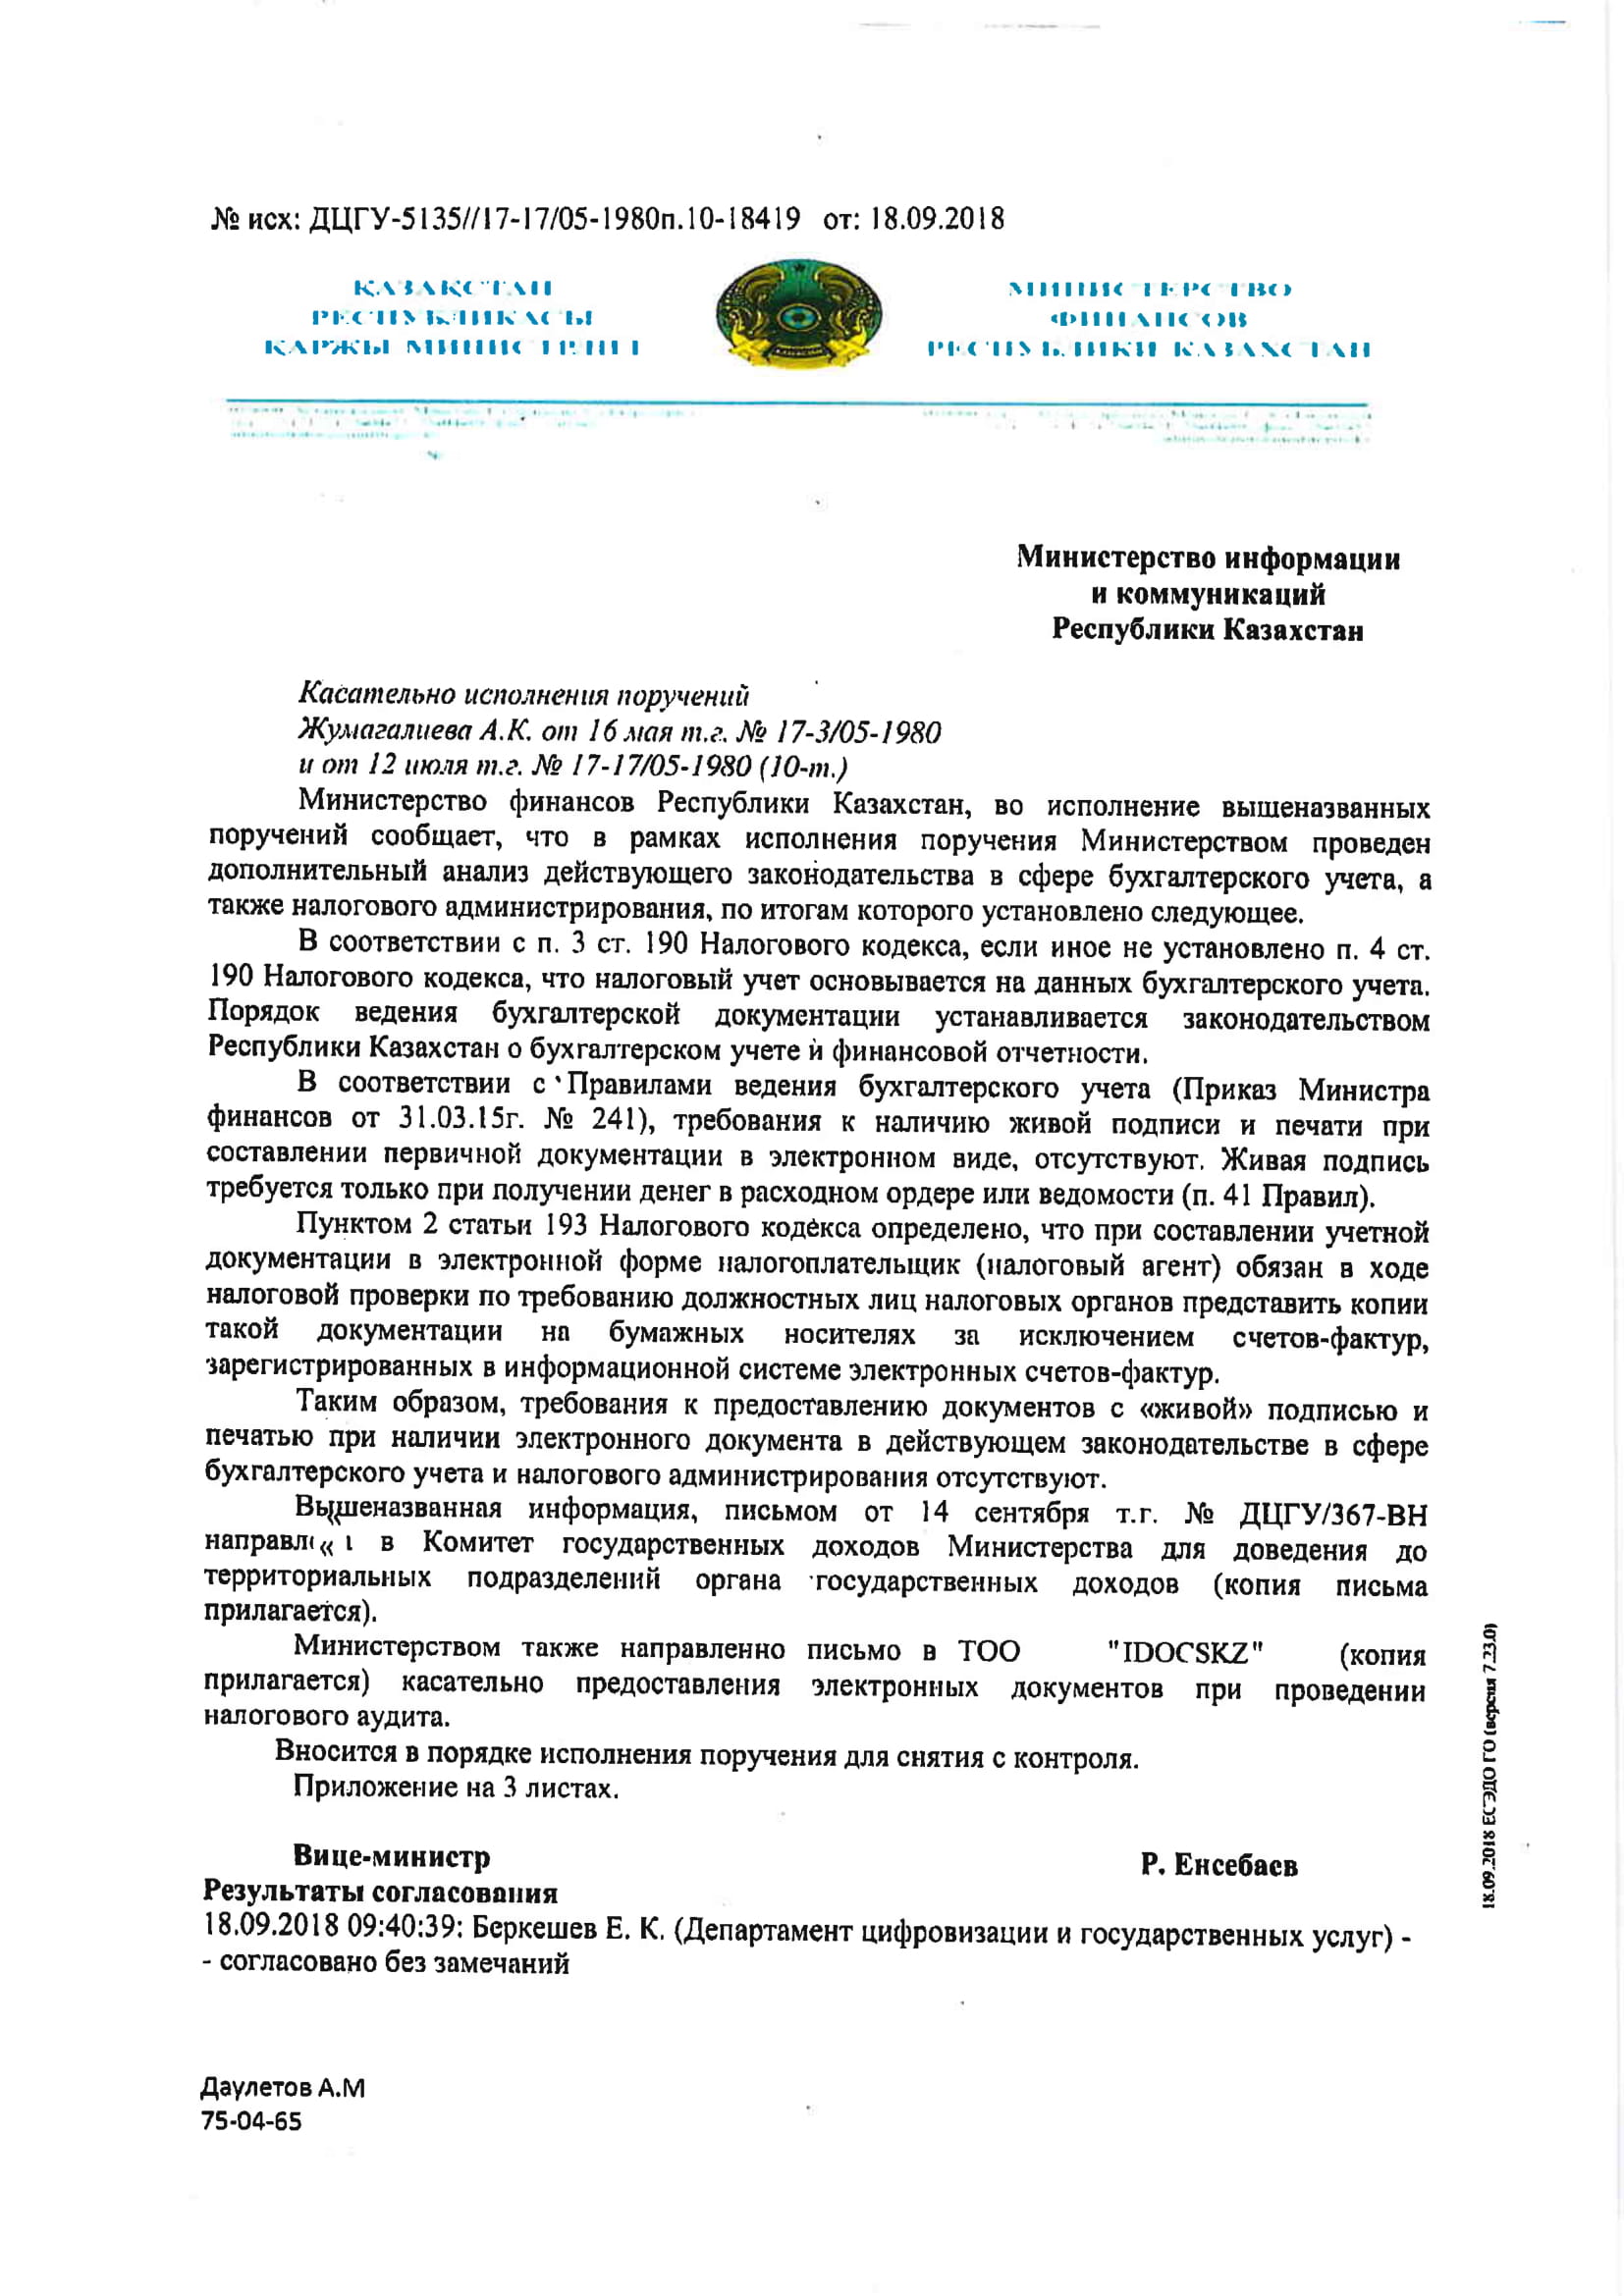 № исх: ДЦГУ-5135//17-17/05-1980п.10-18419 от: 18.09.2018
ҚАЗАҚСТАН
РЕСПУБЛИКАСЫ
ҚАРЖЫ МИНИСТРЛІГІ
МИНИСТЕРСТВО
ФИНАНСОВ
РЕСПУБЛИКИ КАЗАХСТАН
Министерство информации
и коммуникаций
Республики Казахстан
Касательно исполнения поручений
Жумагалиева А.К. от 16 мая т.г. № 17-3/05-1980
и от 12 июля т.г. № 17-17/05-1980 (10-т.)
Министерство финансов Республики Казахстан, во исполнение вышеназванных
поручений сообщает, что в рамках исполнения поручения Министерством проведен
дополнительный анализ действующего законодательства в сфере бухгалтерского учета, а
также налогового администрирования, по итогам которого установлено следующее.
В соответствии с п. 3 ст. 190 Налогового кодекса, если иное не установлено п. 4 ст.
190 Налогового кодекса, что налоговый учет основывается на данных бухгалтерского учета.
Порядок ведения бухгалтерской документации устанавливается законодательством
Республики Казахстан о бухгалтерском учете и финансовой отчетности.
В соответствии с Правилами ведения бухгалтерского учета (Приказ Министра
финансов от 31.03.15г. № 241), требования к наличию живой подписи и печати при
составлении первичной документации в электронном виде, отсутствуют. Живая подпись
требуется только при получении денег в расходном ордере или ведомости (п. 41 Правил).
Пунктом 2 статьи 193 Налогового кодекса определено, что при составлении учетной
документации в электронной форме налогоплательщик (налоговый агент) обязан в ходе
налоговой проверки по требованию должностных лиц налоговых органов представить копии
такой документации на бумажных носителях за исключением счетов-фактур,
зарегистрированных в информационной системе электронных счетов-фактур.
Таким образом, требования к предоставлению документов с «живой» подписью и
печатью при наличии электронного документа в действующем законодательстве в сфере
бухгалтерского учета и налогового администрирования отсутствуют.
Вышеназванная информация, письмом от 14 сентября т.г. № ДЦГУ/367-ВН
в Комитет государственных доходов Министерства для доведения до
территориальных подразделений органа государственных доходов (копия письма
прилагается).
Министерством также направленно письмо в ТОО "IDOCSKZ" (копия
прилагается) касательно предоставления электронных документов при проведении
налогового аудита.
Вносится в порядке исполнения поручения для снятия с контроля.
Приложение на 3 листах.
Вице-министр Р. Енсебаев
Результаты согласования
18.09.2018 09:40:39: Беркешев Е. К. (Департамент цифровизации и государственных услуг) -
- согласовано без замечаний
Даулетов А.М
75-04-65
18.09.2018 ЕСЭДО ГО (версия 7.23.0)